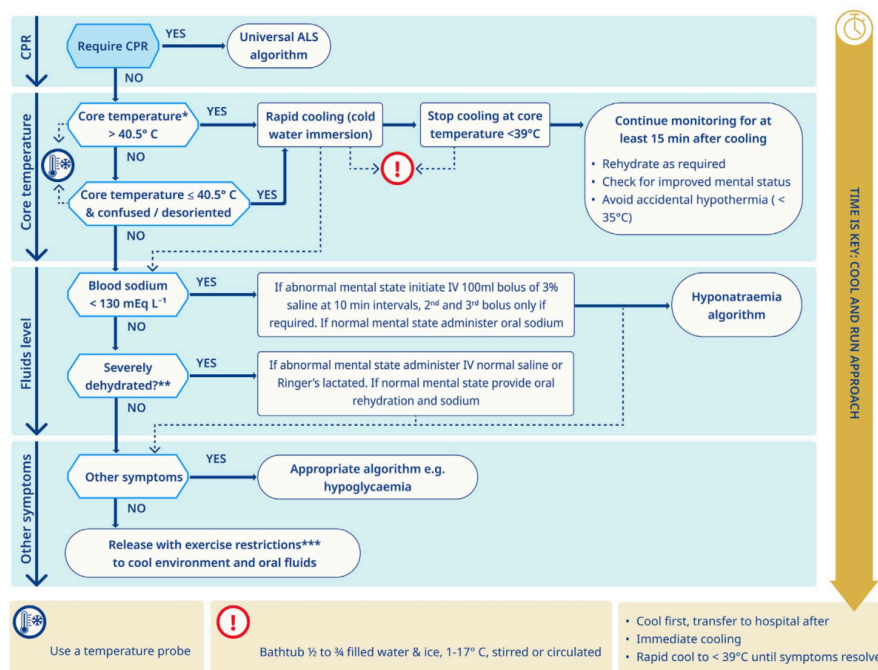 CPR
Require CPR
YES
Universal ALS
algorithm
NO
Core temperature
Core temperature*
> 40.5° C
YES
Rapid cooling (cold
water immersion)
Stop cooling at core
temperature <39°C
Continue monitoring for at
least 15 min after cooling
• Rehydrate as required
• Check for improved mental status
• Avoid accidental hypothermia ( <
35°C)
NO
Core temperature ≤ 40.5° C
& confused / desoriented
YES
!
NO
Fluids level
Blood sodium
< 130 mEq L⁻¹
YES
If abnormal mental state initiate IV 100ml bolus of 3%
saline at 10 min intervals, 2nd and 3rd bolus only if
required. If normal mental state administer oral sodium
Hyponatraemia
algorithm
NO
Severely
dehydrated?**
YES
If abnormal mental state administer IV normal saline or
Ringer's lactated. If normal mental state provide oral
rehydration and sodium
NO
Other symptoms
Other symptoms
YES
Appropriate algorithm e.g.
hypoglycaemia
NO
Release with exercise restrictions***
to cool environment and oral fluids
TIME IS KEY: COOL AND RUN APPROACH
Use a temperature probe
!
Bathtub ½ to ¾ filled water & ice, 1-17° C, stirred or circulated
• Cool first, transfer to hospital after
• Immediate cooling
• Rapid cool to < 39°C until symptoms resolve